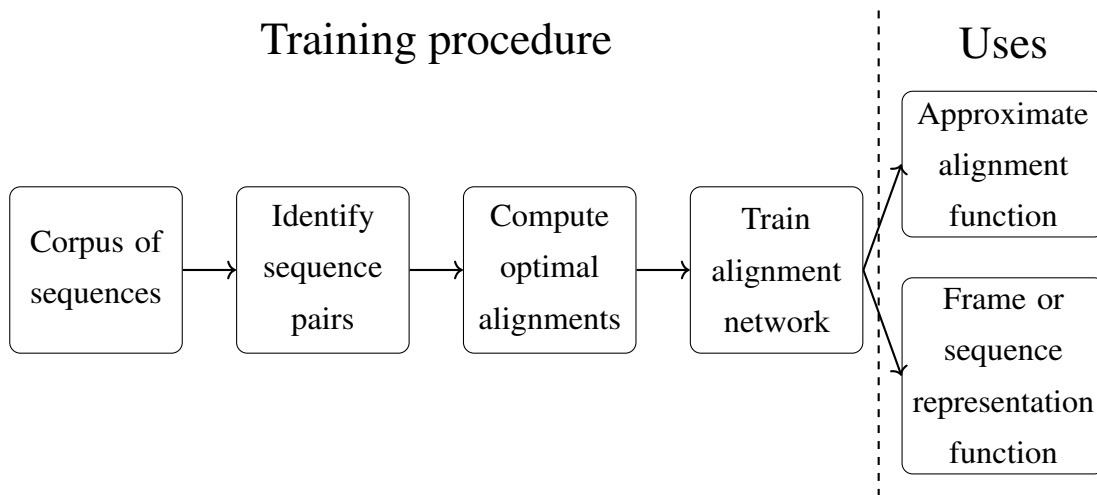 Training procedure
Uses
Corpus of
sequences
Identify
sequence
pairs
Compute
optimal
alignments
Train
alignment
network
Approximate
alignment
function
Frame or
sequence
representation
function